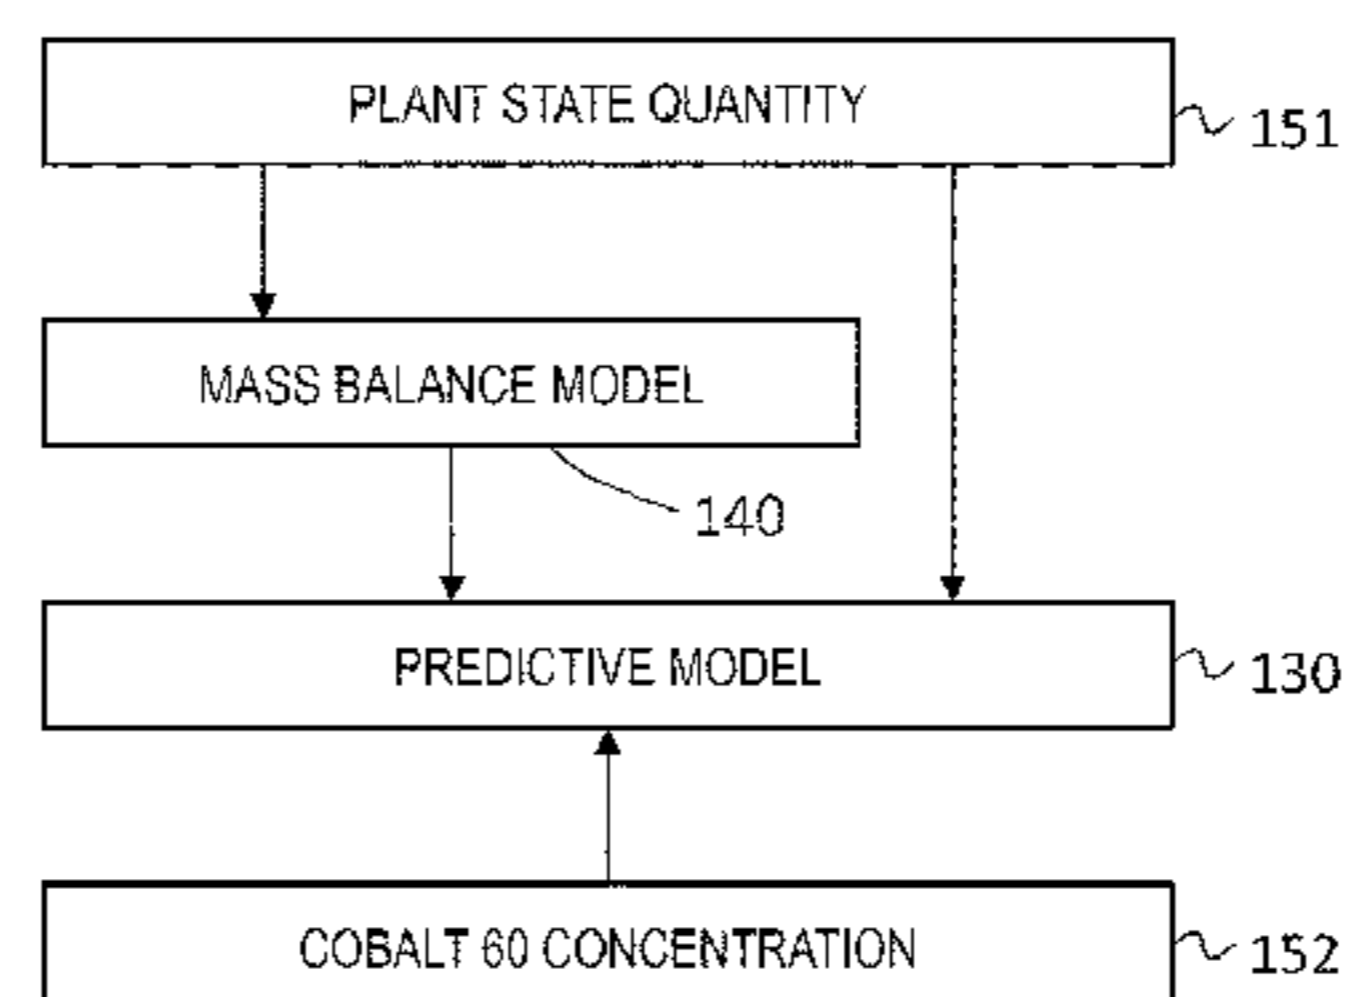 PLANT STATE QUANTITY
151
MASS BALANCE MODEL
140
PREDICTIVE MODEL
130
COBALT 60 CONCENTRATION
152